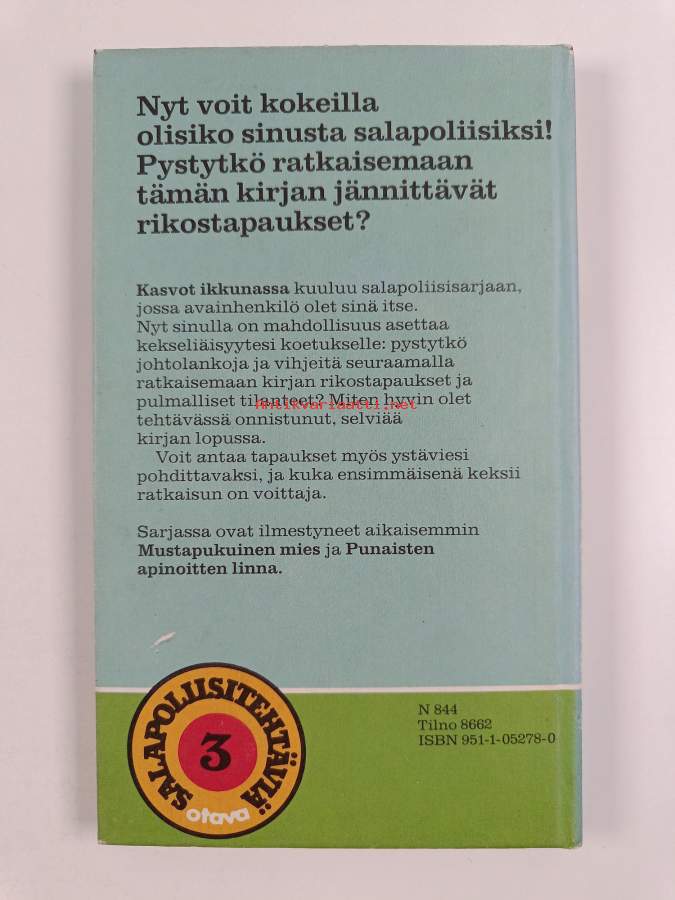 Nyt voit kokeilla
olisiko sinusta salapoliisiksi!
Pystytkö ratkaisemaan
tämän kirjan jännittävät
rikostapaukset?
Kasvot ikkunassa kuuluu salapoliisisarjaan,
jossa avainhenkilö olet sinä itse.
Nyt sinulla on mahdollisuus asettaa
kekseliäisyytesi koetukselle: pystytkö
johtolankoja ja vihjeitä seuraamalla
ratkaisemaan kirjan rikostapaukset ja
pulmalliset tilanteet? Miten hyvin olet
Antikvariaatti.net
tehtävässä onnistunut, selviää
kirjan lopussa.
Voit antaa tapaukset myös ystäviesi
pohdittavaksi, ja kuka ensimmäisenä keksii
ratkaisun on voittaja.
Sarjassa ovat ilmestyneet aikaisemmin
Mustapukuinen mies ja Punaisten
apinoitten linna.
SALAPOLIISITEHTÄVIÄ
3
otava
N 844
Tilno 8662
ISBN 951-1-05278-0